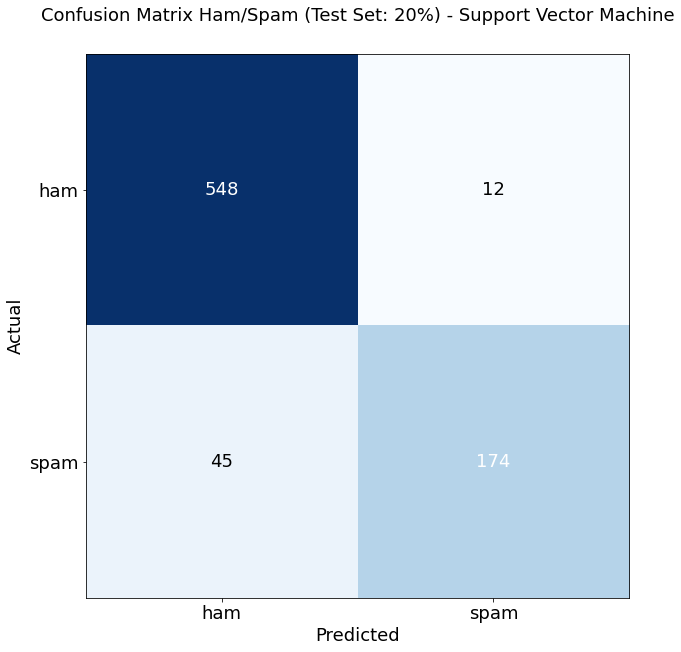 Confusion Matrix Ham/Spam (Test Set: 20%) - Support Vector Machine
ham
548
12
Actual
spam
45
174
ham
spam
Predicted